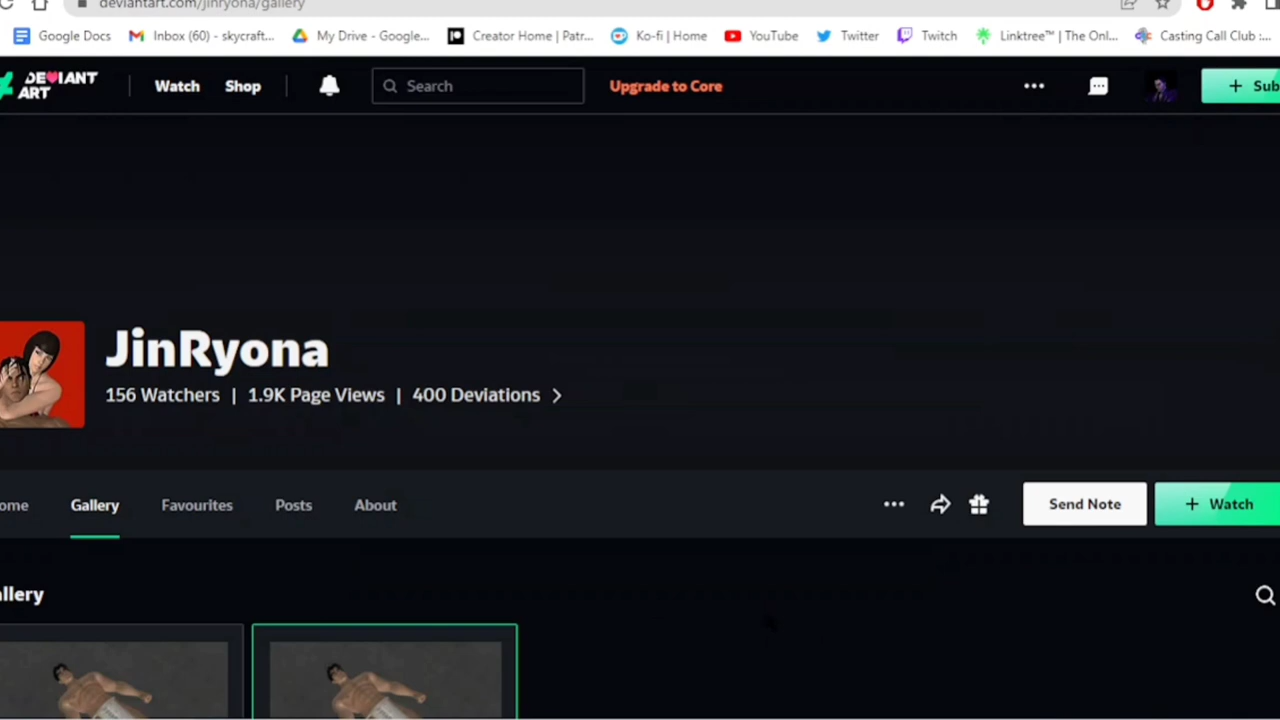 deviantart.com/jinryona/gallery
Google Docs Inbox (60) - skycraft... My Drive - Google... Creator Home | Patr... Ko-fi | Home YouTube Twitter Twitch Linktree™ | The Onl... Casting Call Club :...
DEVIANT ART Watch Shop Search Upgrade to Core + Sub
JinRyona
156 Watchers | 1.9K Page Views | 400 Deviations >
ome Gallery Favourites Posts About Send Note + Watch
allery